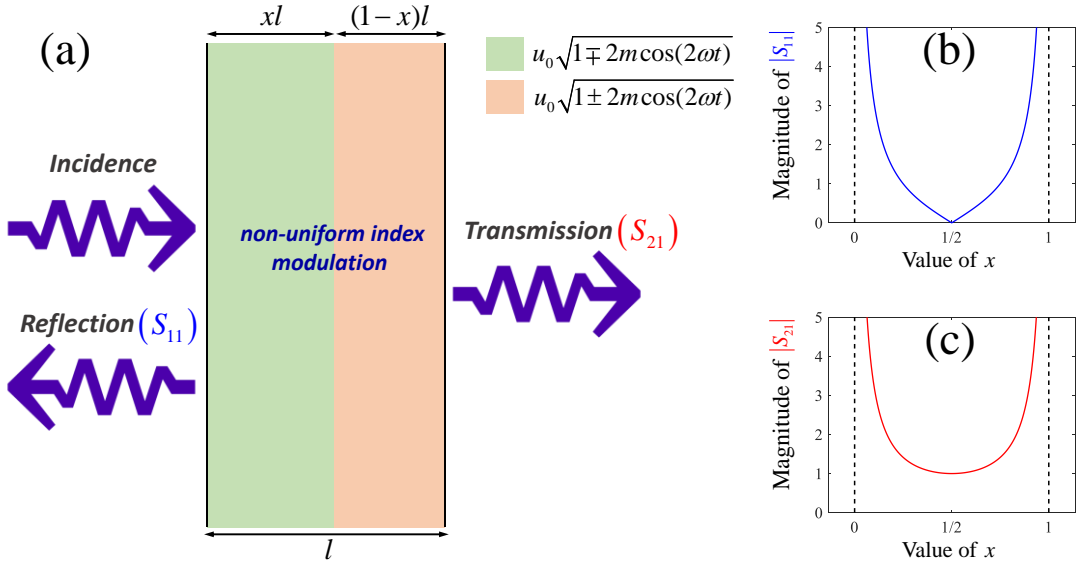 (a)
xl
(1−x)l
u₀√(1∓2m cos(2ωt))
u₀√(1±2m cos(2ωt))
Incidence
non-uniform index
modulation
Transmission(S₂₁)
Reflection(S₁₁)
l
(b)
Magnitude of |S₁₁|
5
4
3
2
1
0
0
1/2
1
Value of x
(c)
Magnitude of |S₂₁|
5
4
3
2
1
0
0
1/2
1
Value of x